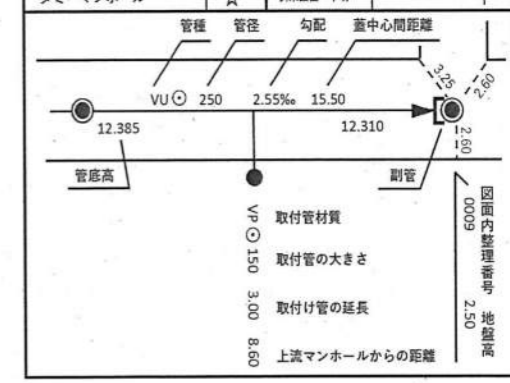 管種 管径 勾配 蓋中心間距離
3.25
2.60
VU 250 2.55‰ 15.50
12.385 12.310
2.60
管底高 副管
VP 150 3.00 8.60
取付管材質
取付管の大きさ
取付け管の延長
上流マンホールからの距離
図面内整理番号 地盤高
0009 2.50